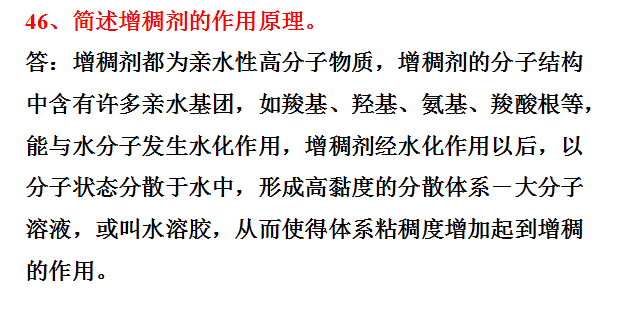 46、简述增稠剂的作用原理。
答：增稠剂都为亲水性高分子物质，增稠剂的分子结构
中含有许多亲水基团，如羧基、羟基、氨基、羧酸根等，
能与水分子发生水化作用，增稠剂经水化作用以后，以
分子状态分散于水中，形成高黏度的分散体系－大分子
溶液，或叫水溶胶，从而使得体系粘稠度增加起到增稠
的作用。